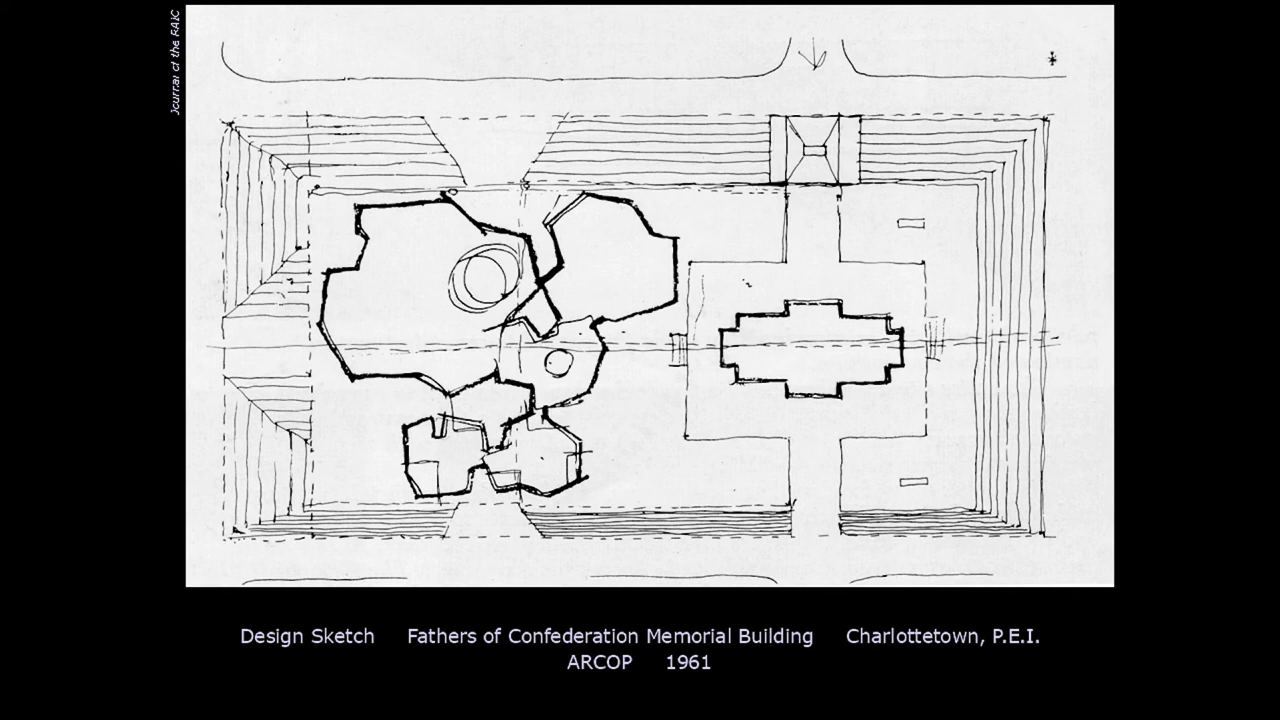 Journal of the RAIC
Design Sketch Fathers of Confederation Memorial Building Charlottetown, P.E.I.
ARCOP 1961